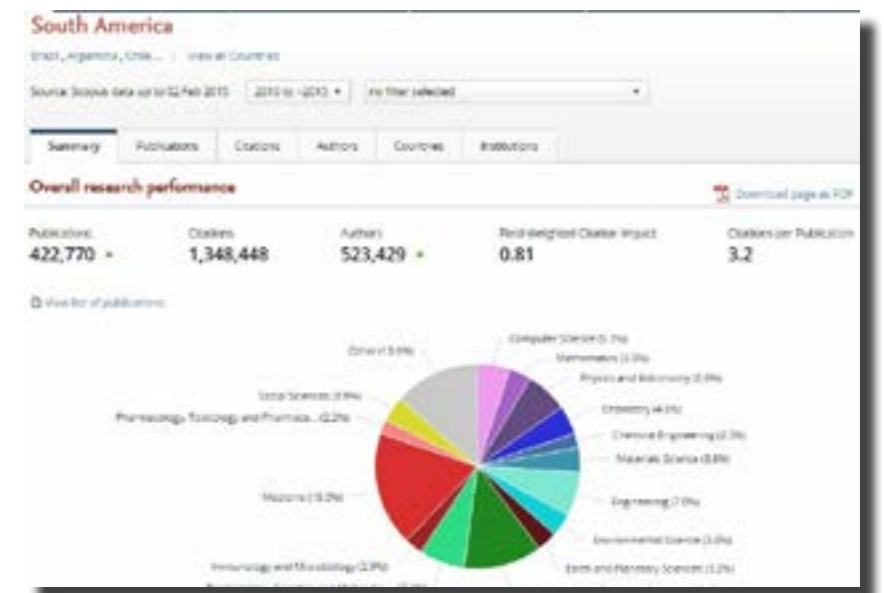 South America
Brazil, Argentina, Chile... | View all Countries
Source: Scopus data up to 02 Feb 2015 2010 to >2015 no filter selected
Summary Publications Citations Authors Countries Institutions
Overall research performance
Download page as PDF
Publications Citations Authors Field-Weighted Citation Impact Citations per Publication
422,770 1,348,448 523,429 0.81 3.2
View list of publications
Computer Science
Mathematics
Physics and Astronomy
Social Sciences
Chemistry
Pharmacology, Toxicology and Pharmace...
Chemical Engineering
Materials Science
Medicine
Engineering
Environmental Science
Immunology and Microbiology
Earth and Planetary Sciences